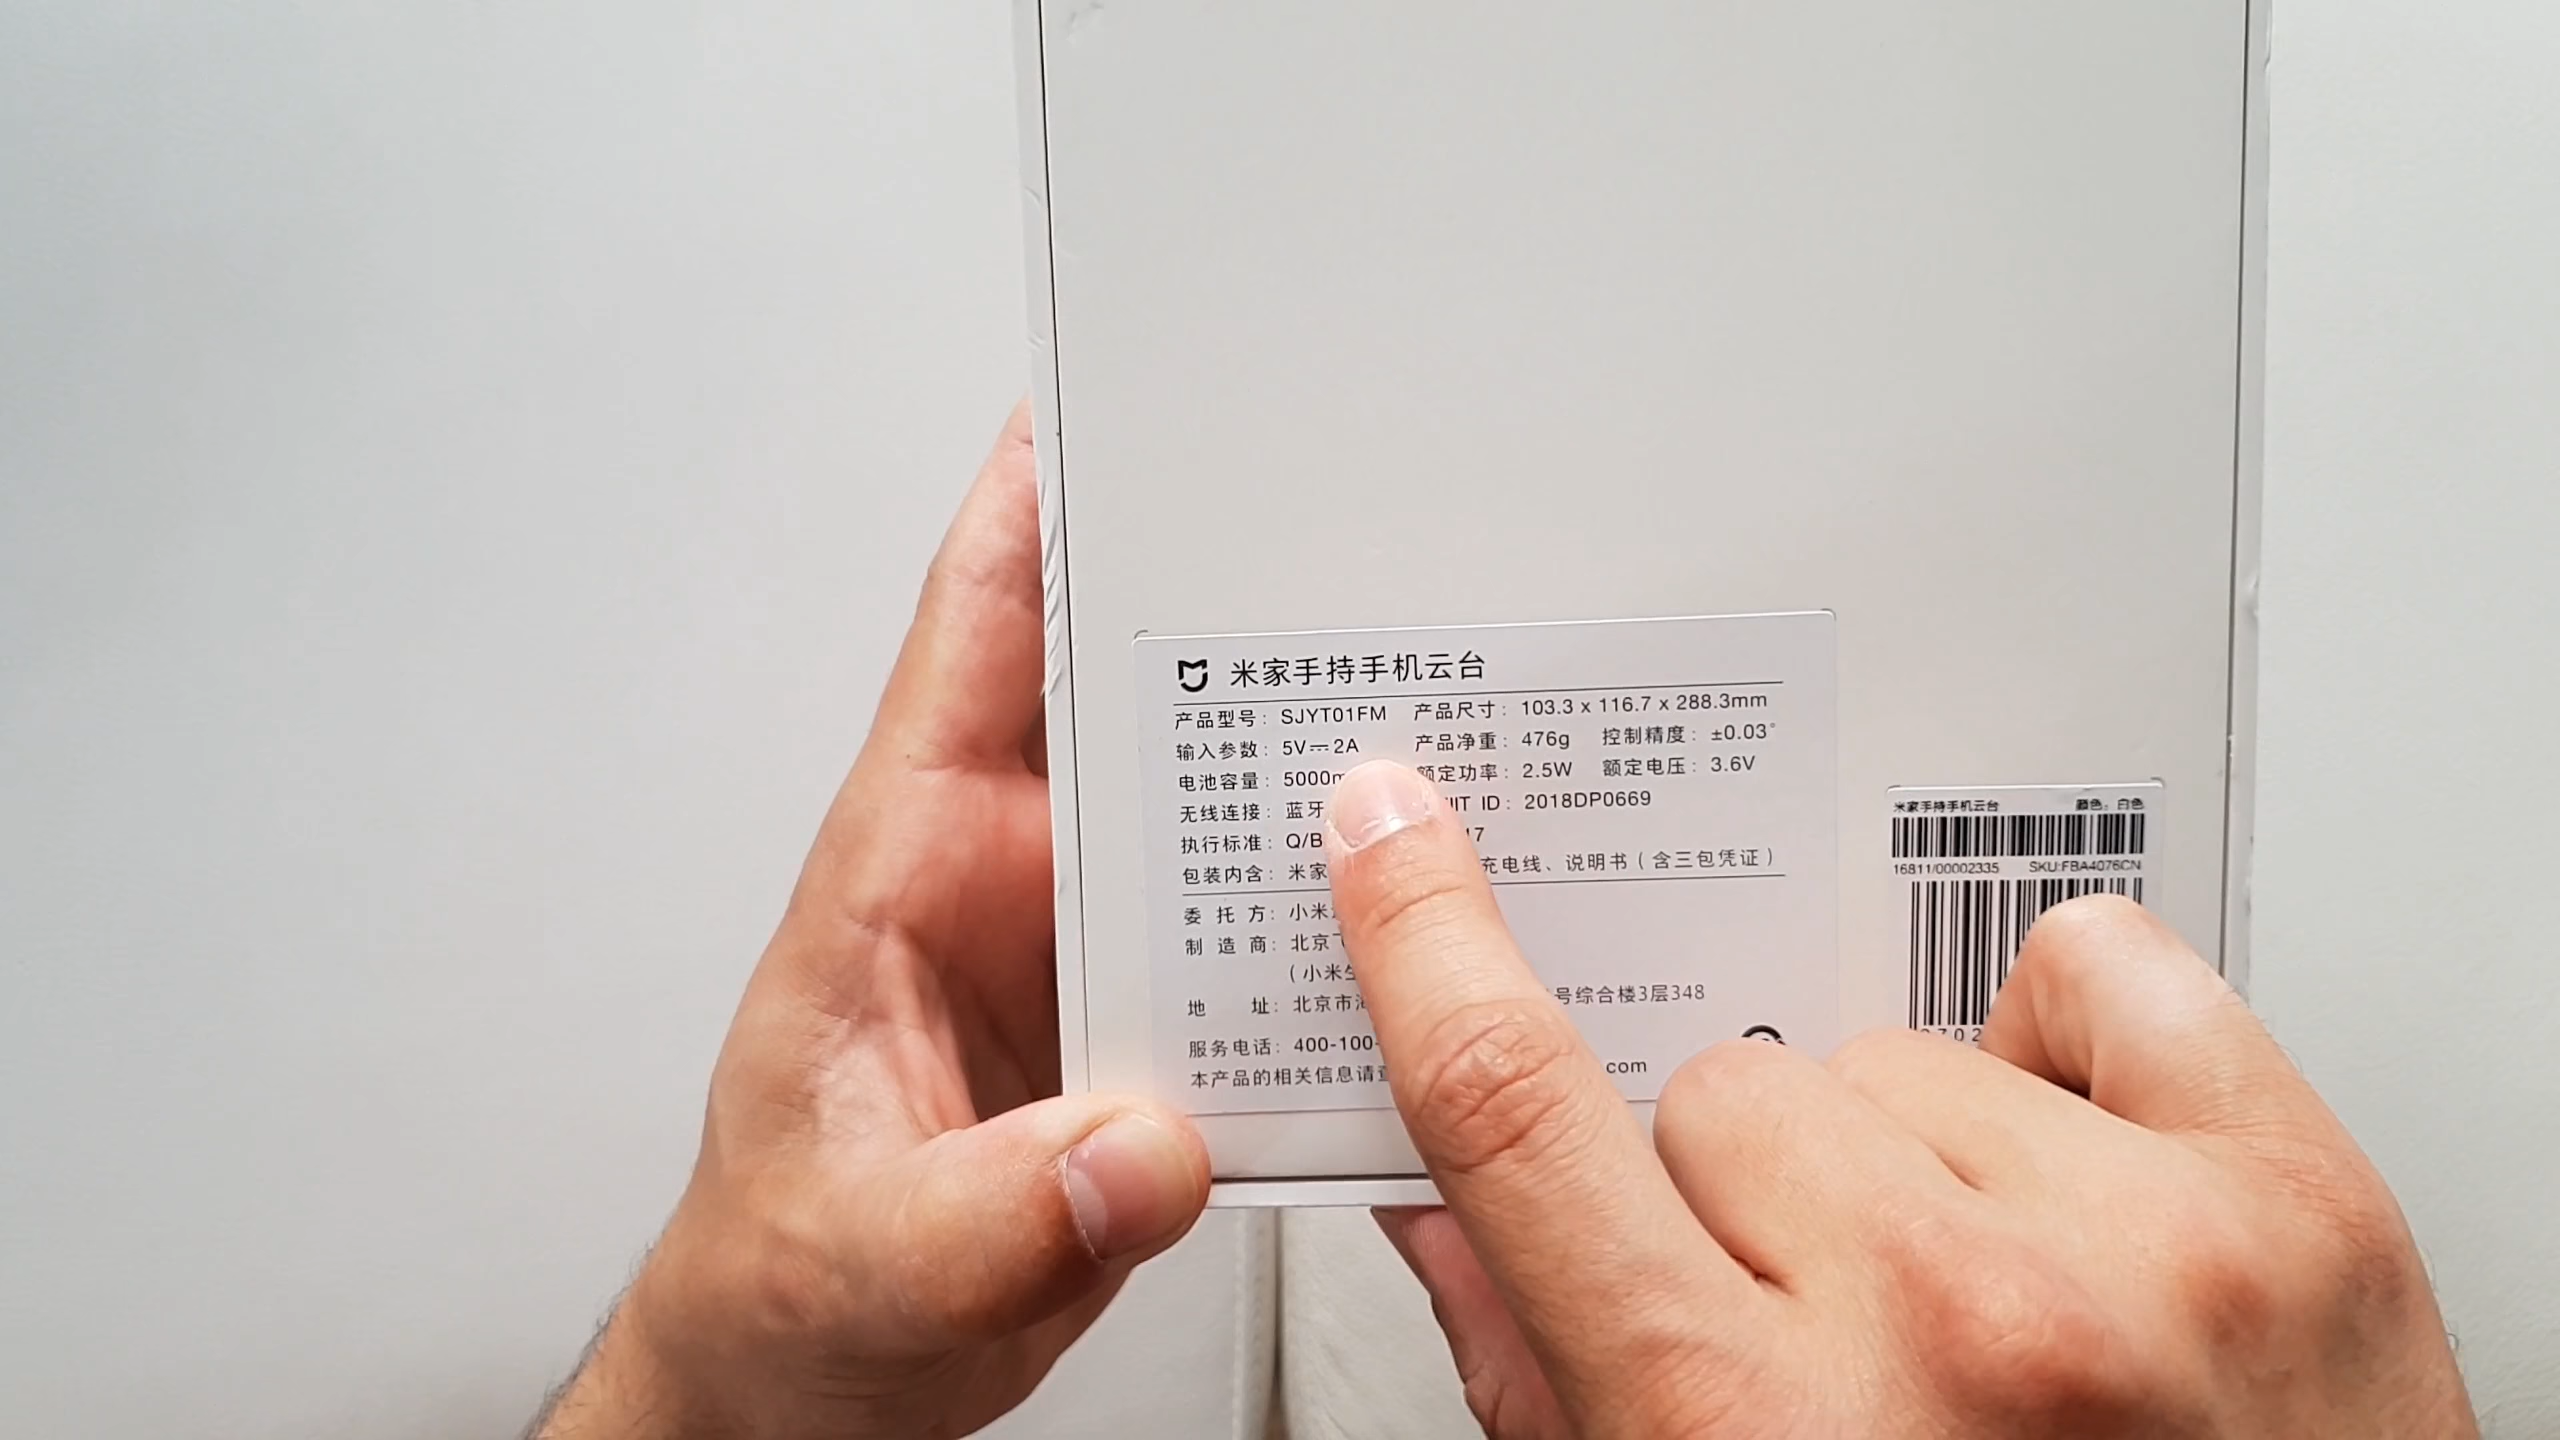 米家手持手机云台
产品型号：SJYT01FM 产品尺寸：103.3 x 116.7 x 288.3mm
输入参数：5V⎓2A 产品净重：476g 控制精度：±0.03°
电池容量：5000m 额定功率：2.5W 额定电压：3.6V
无线连接：蓝牙 IIT ID：2018DP0669
执行标准：Q/B 17
包装内含：米家 充电线、说明书（含三包凭证）
委托方：小米
制造商：北京
（小米生
地址：北京市海 号综合楼3层348
服务电话：400-100-
本产品的相关信息请查 .com
米家手持手机云台 颜色：白色
16811/00002335 SKU:FBA4076CN
702